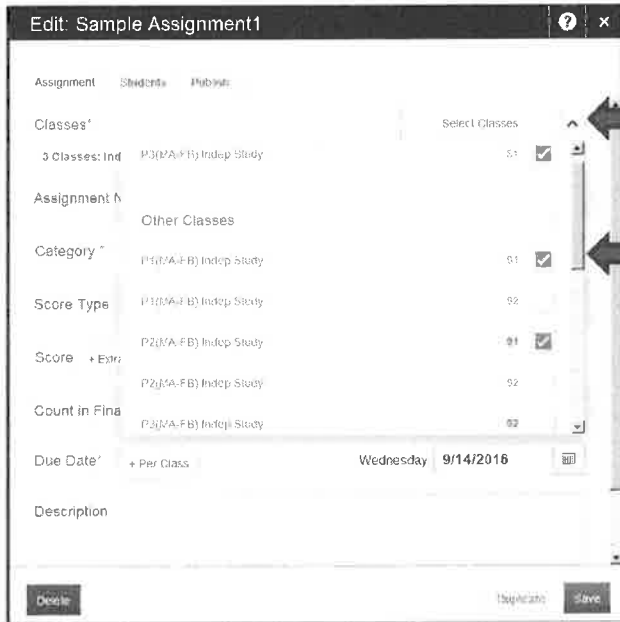 Edit: Sample Assignment1 ? ×
Assignment Students Publish
Classes* Select Classes
3 Classes: Ind
P3(MA-FB) Indep Study S1
Assignment N
Other Classes
Category *
P1(MA-FB) Indep Study S1
Score Type
P1(MA-FB) Indep Study S2
P2(MA-FB) Indep Study S1
Score + Extra
P2(MA-FB) Indep Study S2
Count in Fina
P3(MA-FB) Indep Study S2
Due Date* + Per Class Wednesday 9/14/2016
Description
Delete Duplicate Save